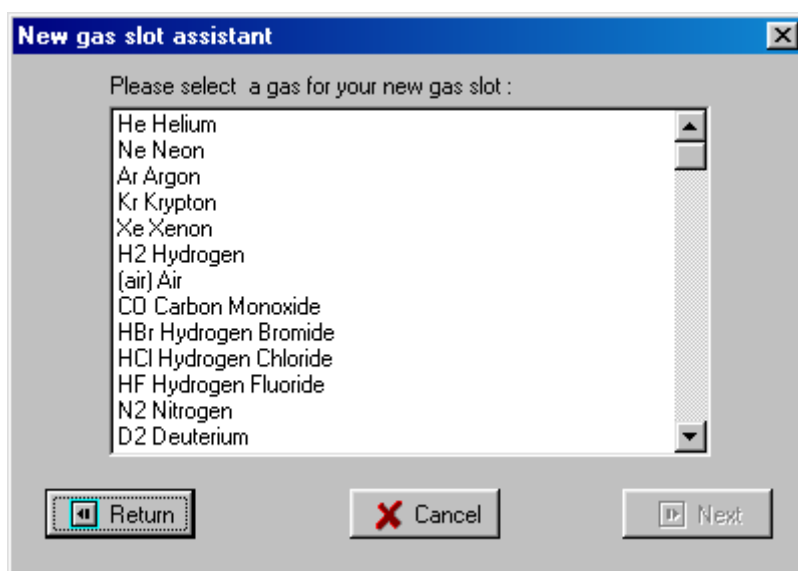 New gas slot assistant
Please select  a gas for your new gas slot :
He Helium
Ne Neon
Ar Argon
Kr Krypton
Xe Xenon
H2 Hydrogen
(air) Air
CO Carbon Monoxide
HBr Hydrogen Bromide
HCl Hydrogen Chloride
HF Hydrogen Fluoride
N2 Nitrogen
D2 Deuterium
Return Cancel Next